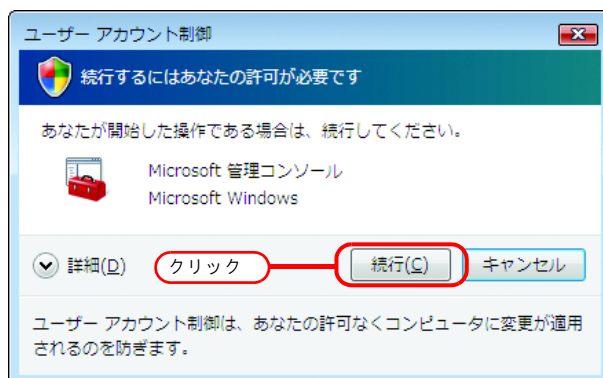 ユーザー アカウント制御
続行するにはあなたの許可が必要です
あなたが開始した操作である場合は、続行してください。
Microsoft 管理コンソール
Microsoft Windows
詳細(D) クリック 続行(C) キャンセル
ユーザー アカウント制御は、あなたの許可なくコンピュータに変更が適用
されるのを防ぎます。